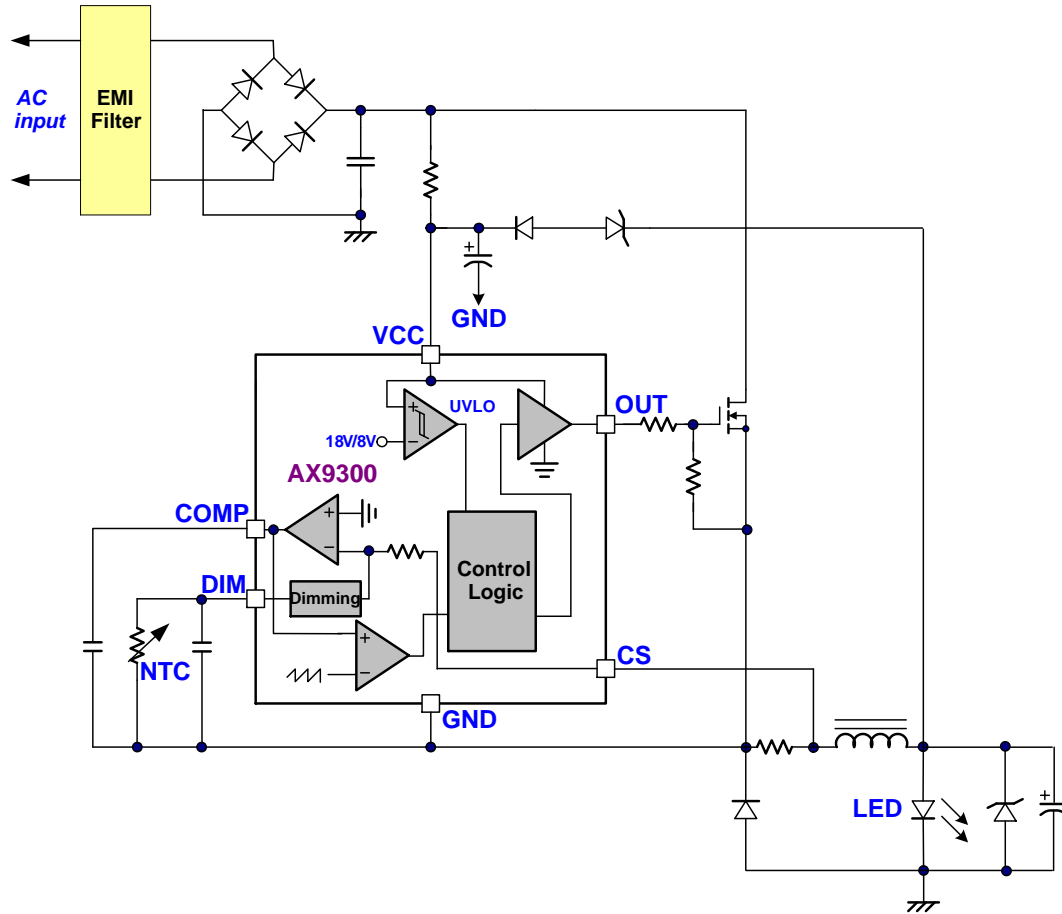 AC
input
EMI
Filter
GND
VCC
UVLO
OUT
18V/8V
AX9300
COMP
Control
Logic
DIM
Dimming
NTC
CS
GND
LED